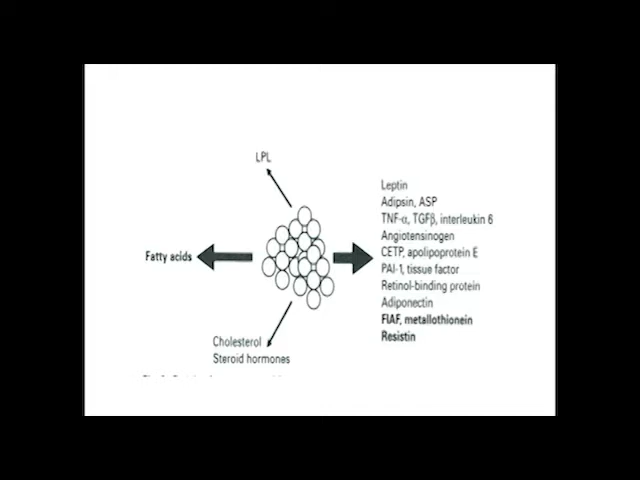 LPL
Fatty acids
Cholesterol
Steroid hormones
Leptin
Adipsin, ASP
TNF-α, TGFβ, interleukin 6
Angiotensinogen
CETP, apolipoprotein E
PAI-1, tissue factor
Retinol-binding protein
Adiponectin
FIAF, metallothionein
Resistin